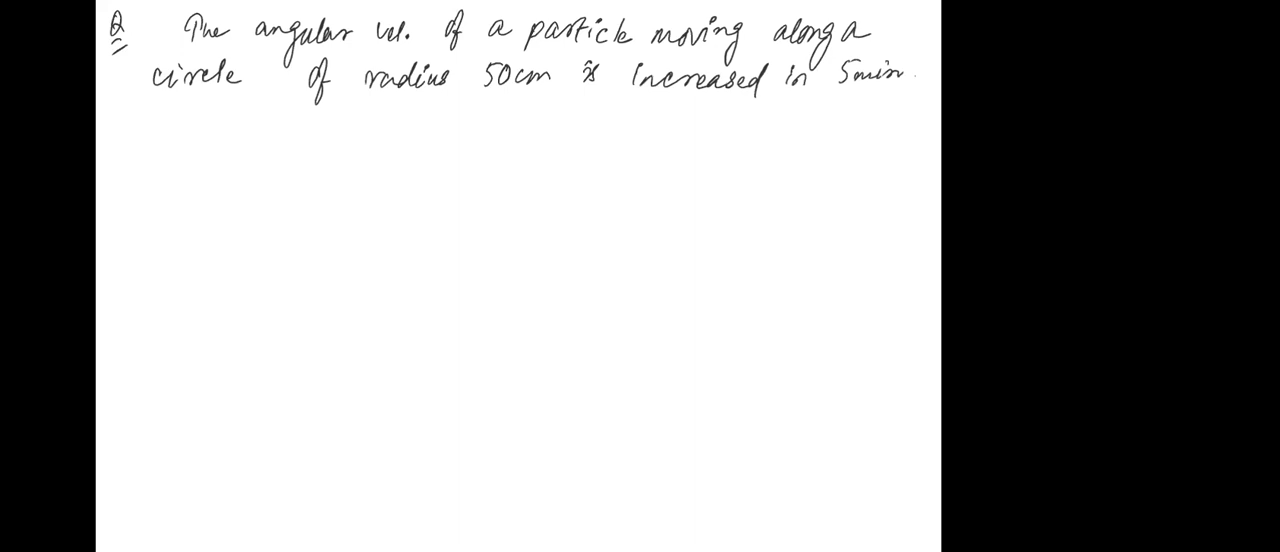 Q The angular vel. of a particle moving along a
circle of radius 50cm is increased in 5min.